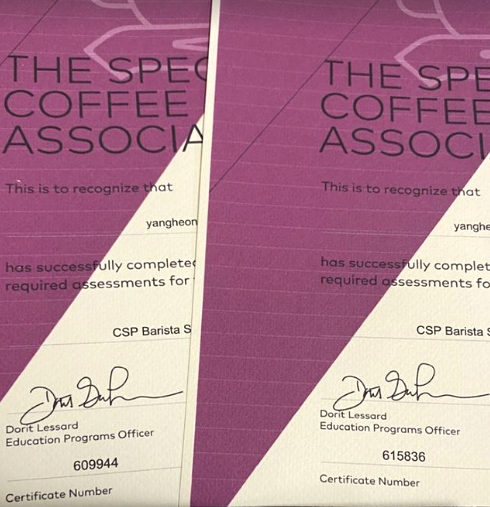 THE SPEC
COFFEE
ASSOCIA
This is to recognize that
yangheon
has successfully completed
required assessments for
CSP Barista S
Dorit Lessard
Education Programs Officer
609944
Certificate Number
THE SPE
COFFEE
ASSOCI
This is to recognize that
yanghe
has successfully complet
required assessments fo
CSP Barista S
Dorit Lessard
Education Programs Officer
615836
Certificate Number